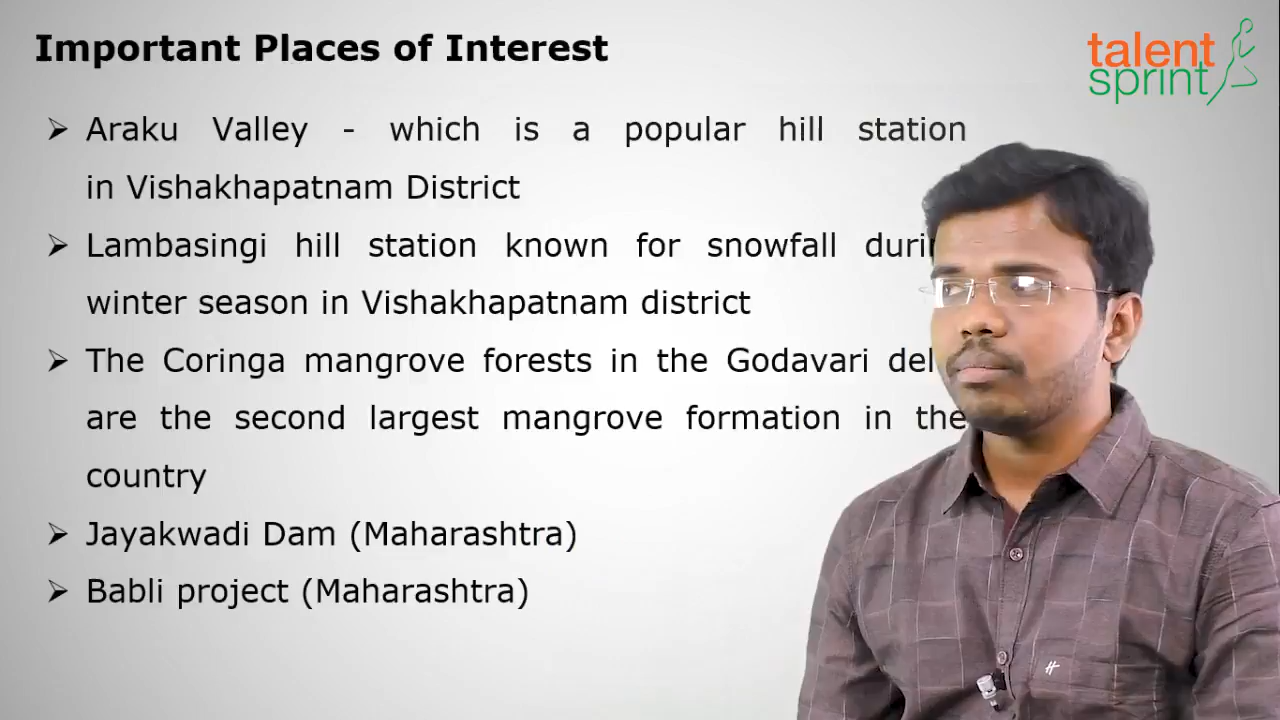 Important Places of Interest
talent
sprint
➢ Araku Valley - which is a popular hill station
in Vishakhapatnam District
➢ Lambasingi hill station known for snowfall
winter season in Vishakhapatnam district
➢ The Coringa mangrove forests in the Godavari
are the second largest mangrove formation in the
country
➢ Jayakwadi Dam (Maharashtra)
➢ Babli project (Maharashtra)